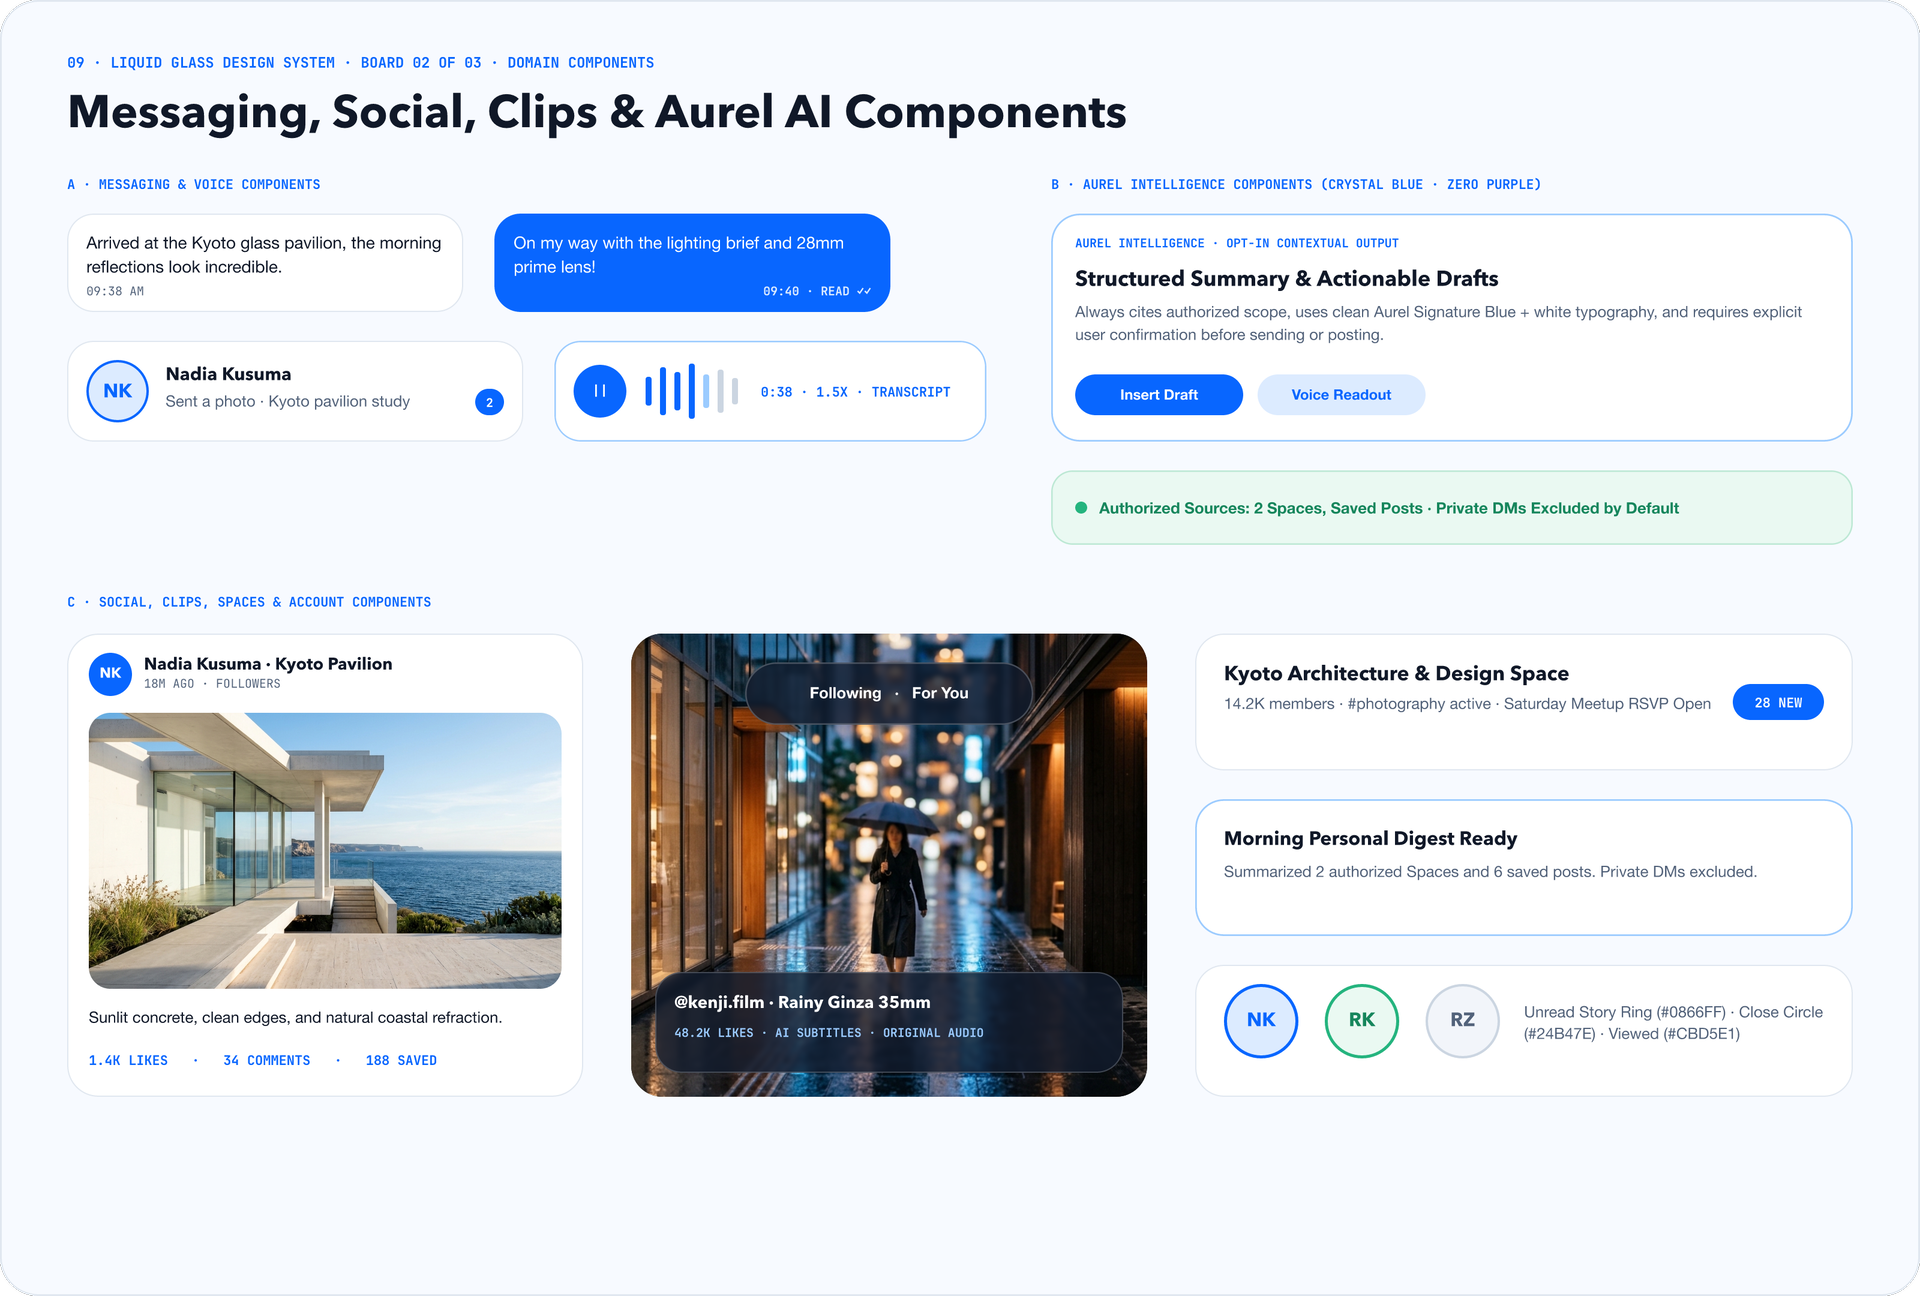 09 · LIQUID GLASS DESIGN SYSTEM · BOARD 02 OF 03 · DOMAIN COMPONENTS
Messaging, Social, Clips & Aurel AI Components
A · MESSAGING & VOICE COMPONENTS
Arrived at the Kyoto glass pavilion, the morning
reflections look incredible.
09:38 AM
On my way with the lighting brief and 28mm
prime lens!
09:40 · READ ✓✓
NK
Nadia Kusuma
Sent a photo · Kyoto pavilion study
2
0:38 · 1.5X · TRANSCRIPT
B · AUREL INTELLIGENCE COMPONENTS (CRYSTAL BLUE · ZERO PURPLE)
AUREL INTELLIGENCE · OPT-IN CONTEXTUAL OUTPUT
Structured Summary & Actionable Drafts
Always cites authorized scope, uses clean Aurel Signature Blue + white typography, and requires explicit
user confirmation before sending or posting.
Insert Draft
Voice Readout
Authorized Sources: 2 Spaces, Saved Posts · Private DMs Excluded by Default
C · SOCIAL, CLIPS, SPACES & ACCOUNT COMPONENTS
NK
Nadia Kusuma · Kyoto Pavilion
18M AGO · FOLLOWERS
Sunlit concrete, clean edges, and natural coastal refraction.
1.4K LIKES · 34 COMMENTS · 188 SAVED
Following · For You
@kenji.film · Rainy Ginza 35mm
48.2K LIKES · AI SUBTITLES · ORIGINAL AUDIO
Kyoto Architecture & Design Space
14.2K members · #photography active · Saturday Meetup RSVP Open
28 NEW
Morning Personal Digest Ready
Summarized 2 authorized Spaces and 6 saved posts. Private DMs excluded.
NK
RK
RZ
Unread Story Ring (#0866FF) · Close Circle
(#24B47E) · Viewed (#CBD5E1)